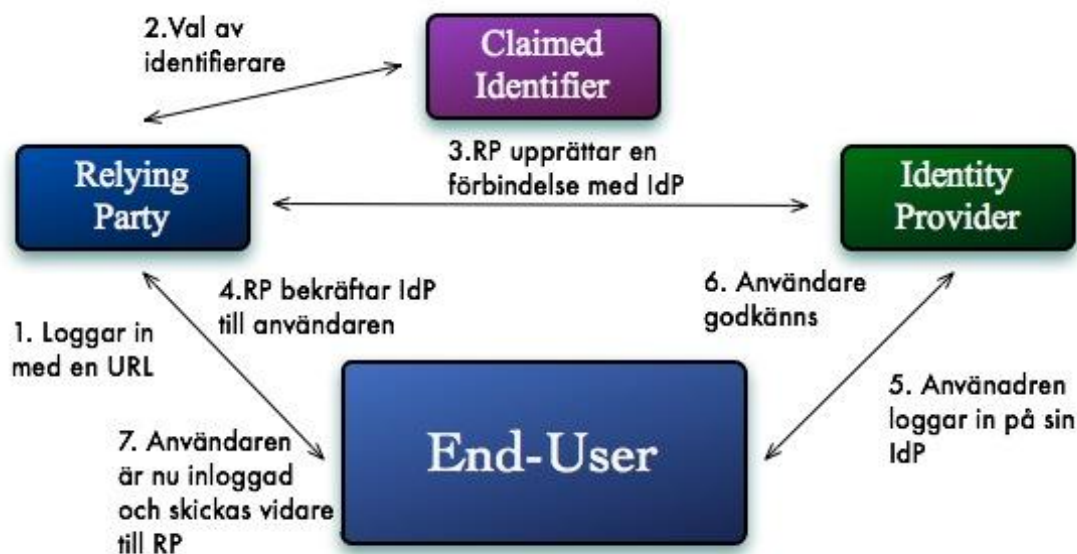 2.Val av
identifierare
Claimed
Identifier
Relying
Party
3.RP upprättar en
förbindelse med IdP
Identity
Provider
1. Loggar in
med en URL
4.RP bekräftar IdP
till användaren
6. Användare
godkänns
5. Användadren
loggar in på sin
IdP
7. Användaren
är nu inloggad
och skickas vidare
till RP
End-User